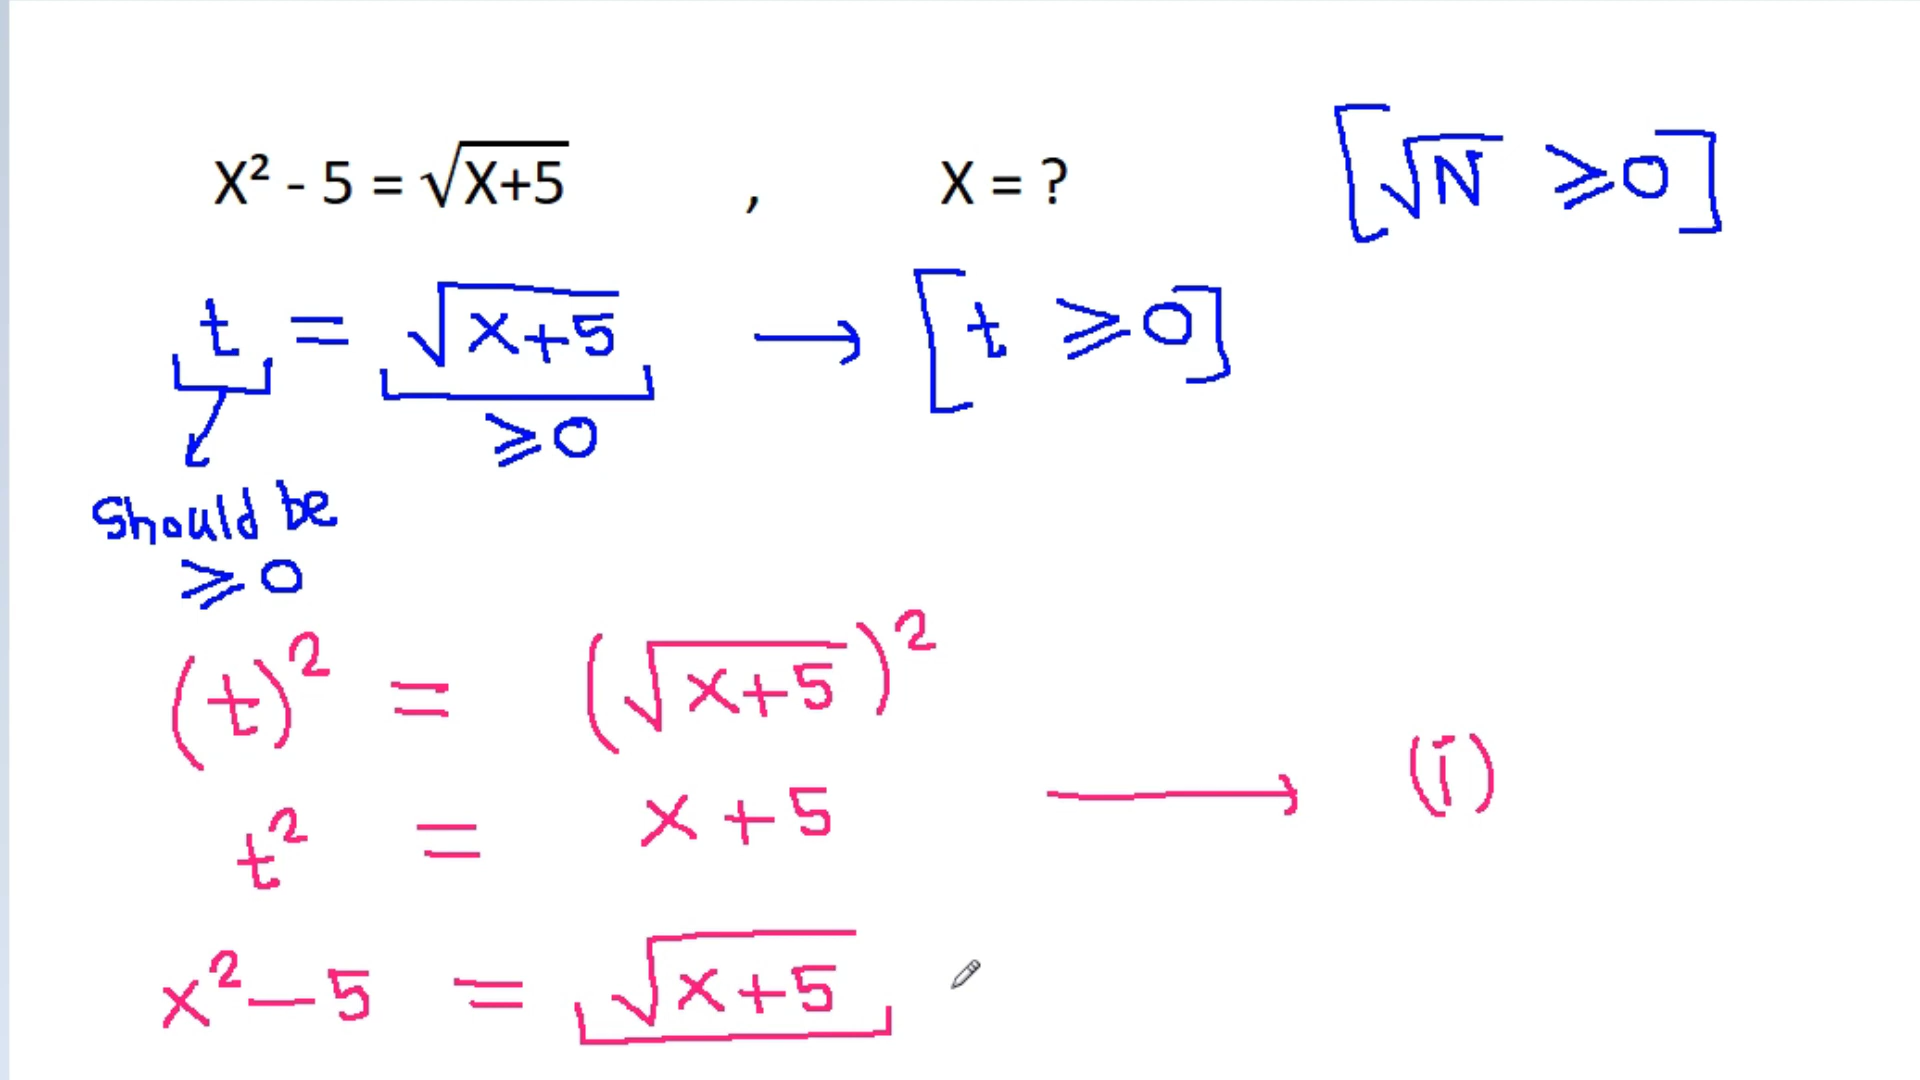 X² - 5 = √X+5 , X = ? [√N ⩾ 0]
t = √x+5 → [t ⩾ 0]
⩾ 0
Should be
⩾ 0
(t)² = (√x+5)²
t² = x + 5 → (i)
x² – 5 = √x+5